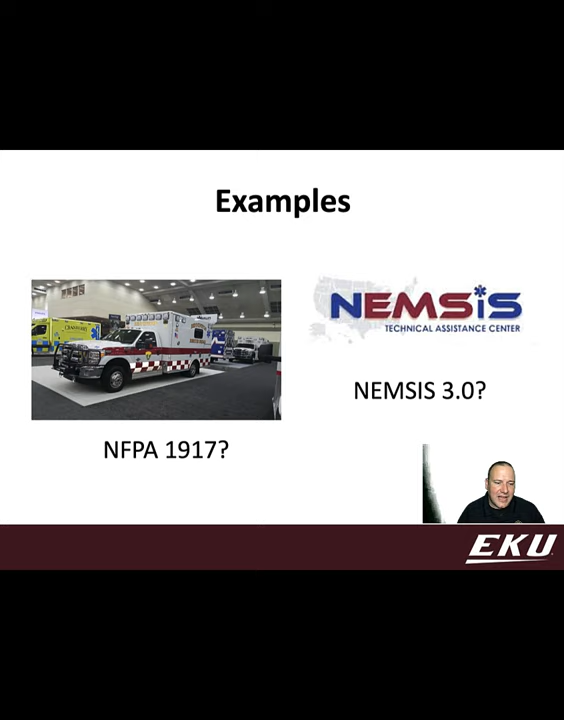 Examples
NEMSIS
TECHNICAL ASSISTANCE CENTER
NEMSIS 3.0?
NFPA 1917?
EKU